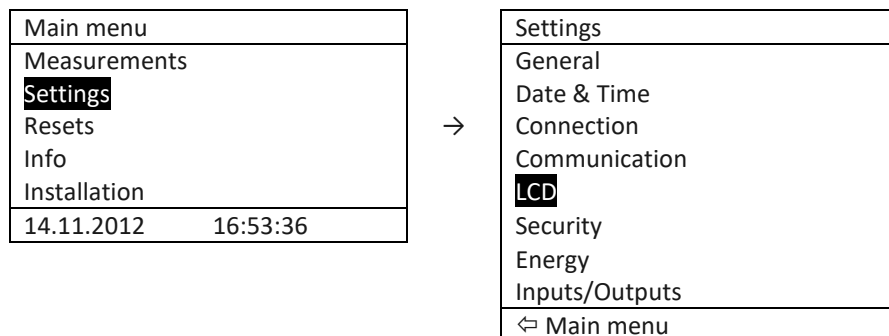 Main menu
Measurements
Settings
Resets
Info
Installation
14.11.2012 16:53:36
→
Settings
General
Date & Time
Connection
Communication
LCD
Security
Energy
Inputs/Outputs
⇦ Main menu